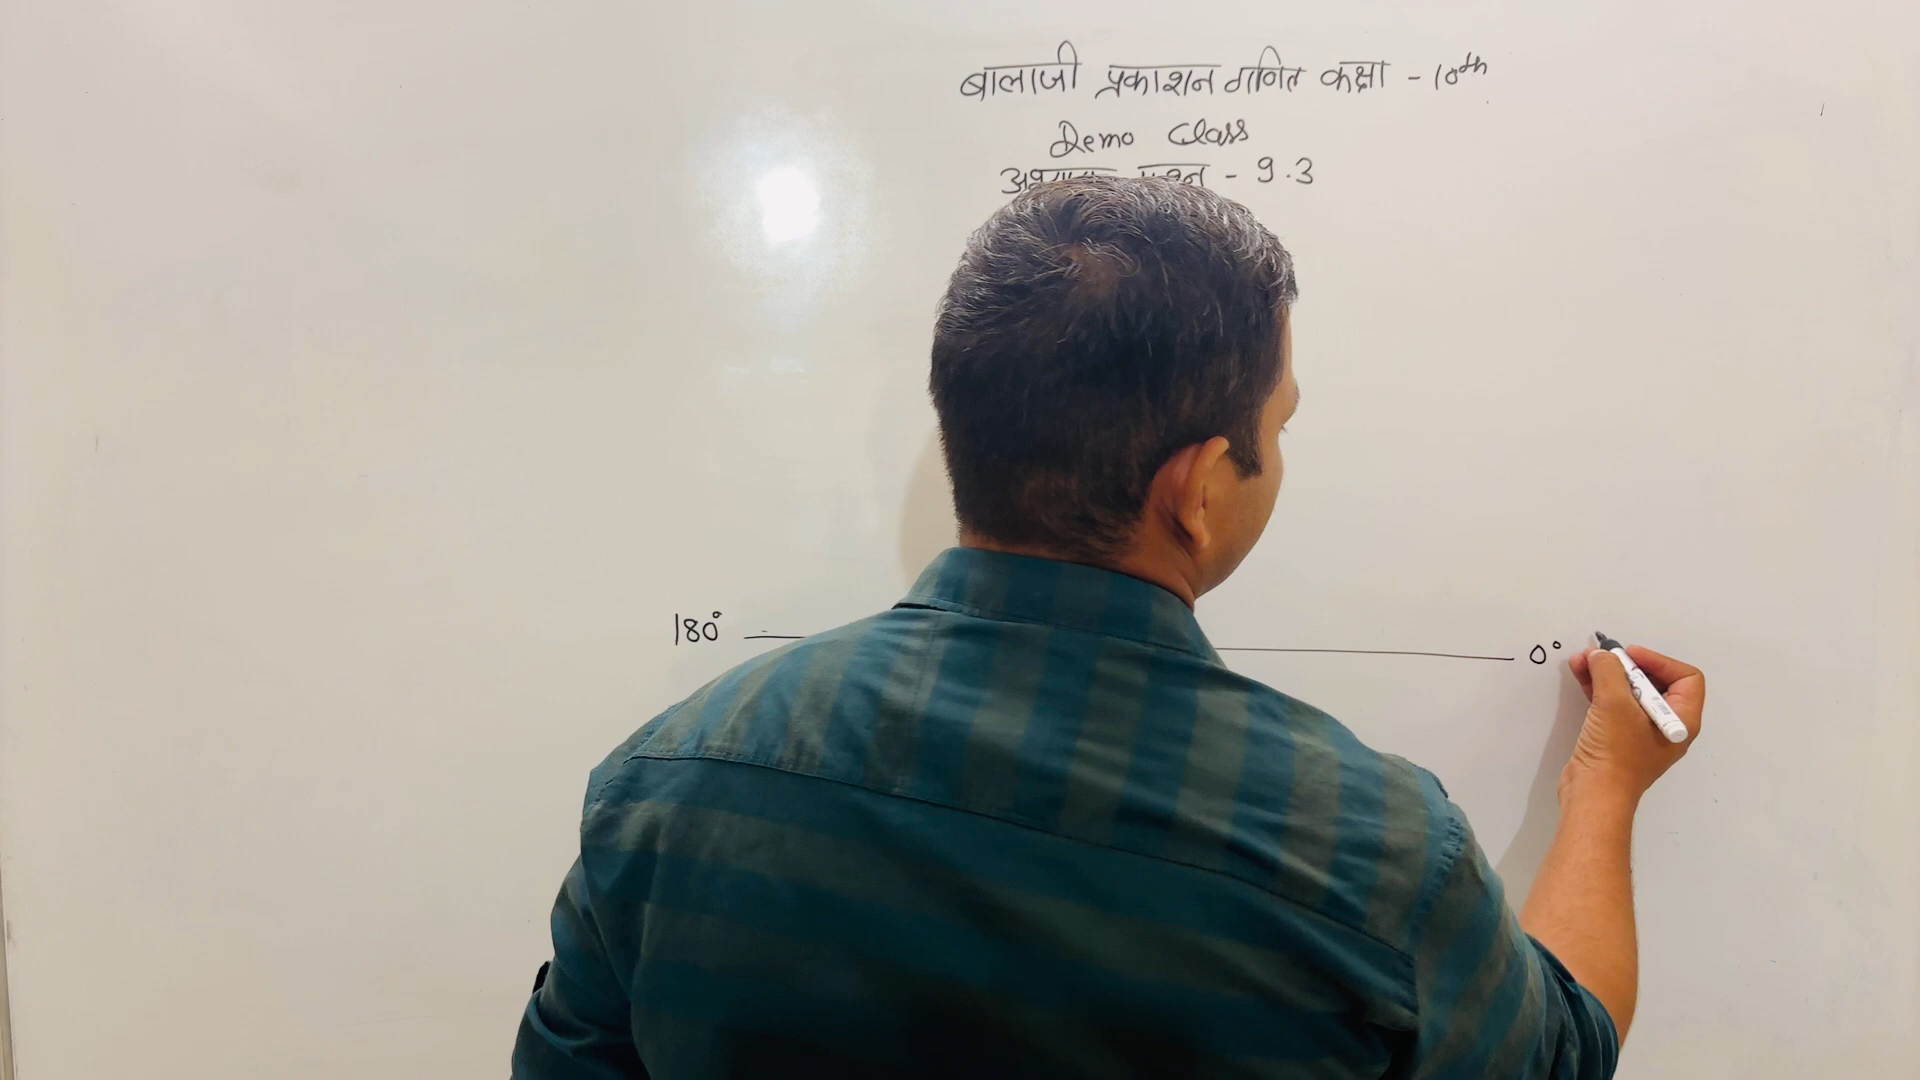 बालाजी प्रकाशन गणित कक्षा - 10th
Demo Class
- 9.3
180°
0°